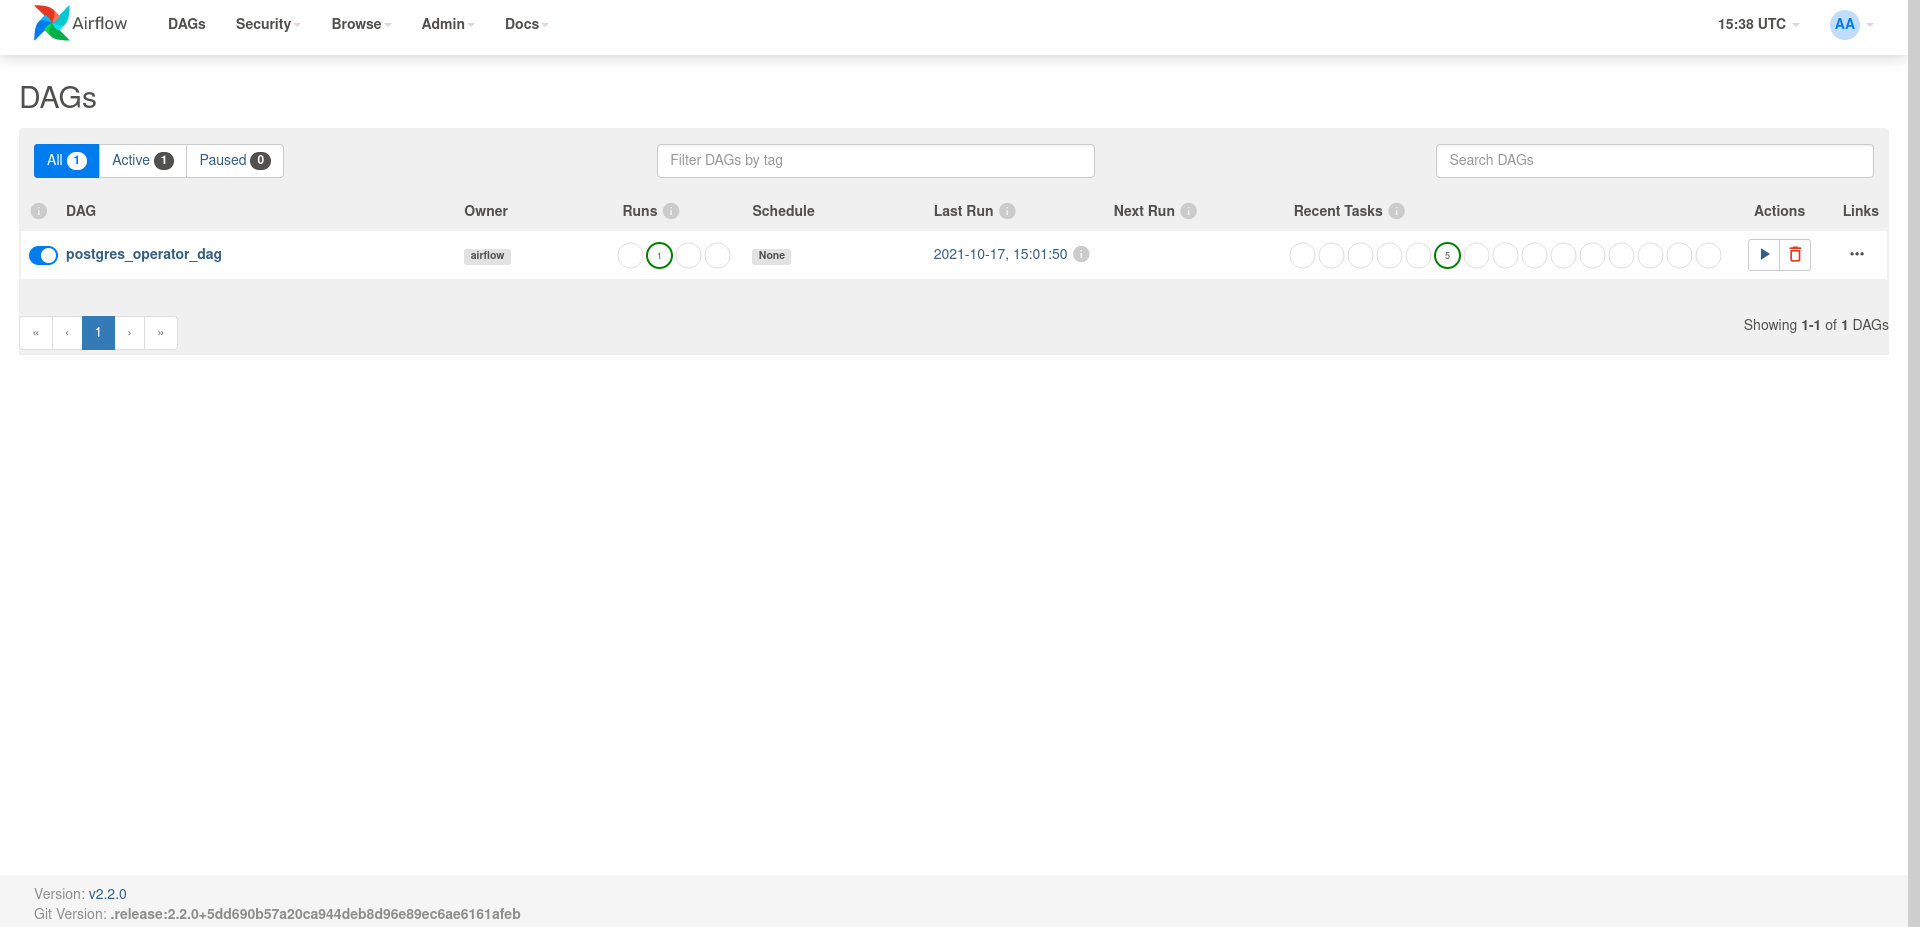 Airflow DAGs Security Browse Admin Docs 15:38 UTC AA
DAGs
All 1 Active 1 Paused 0 Filter DAGs by tag Search DAGs
i DAG Owner Runs i Schedule Last Run i Next Run i Recent Tasks i Actions Links
postgres_operator_dag airflow 1 None 2021-10-17, 15:01:50 i 5
« ‹ 1 › » Showing 1-1 of 1 DAGs
Version: v2.2.0
Git Version: .release:2.2.0+5dd690b57a20ca944deb8d96e89ec6ae6161afeb